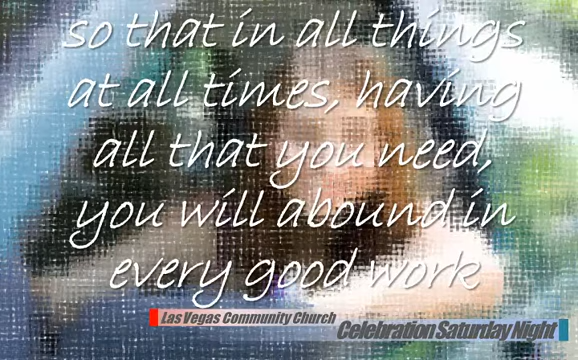 so that in all things
at all times, having
all that you need,
you will abound in
every good work
Las Vegas Community Church
Celebration Saturday Night